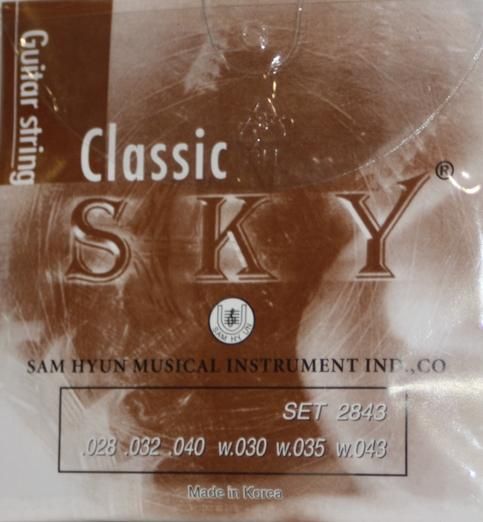 Guitar string
Classic
SKY®
SAM HYUN
SAM HYUN MUSICAL INSTRUMENT IND.,CO
SET 2843
.028 .032 .040 w.030 w.035 w.043
Made in Korea